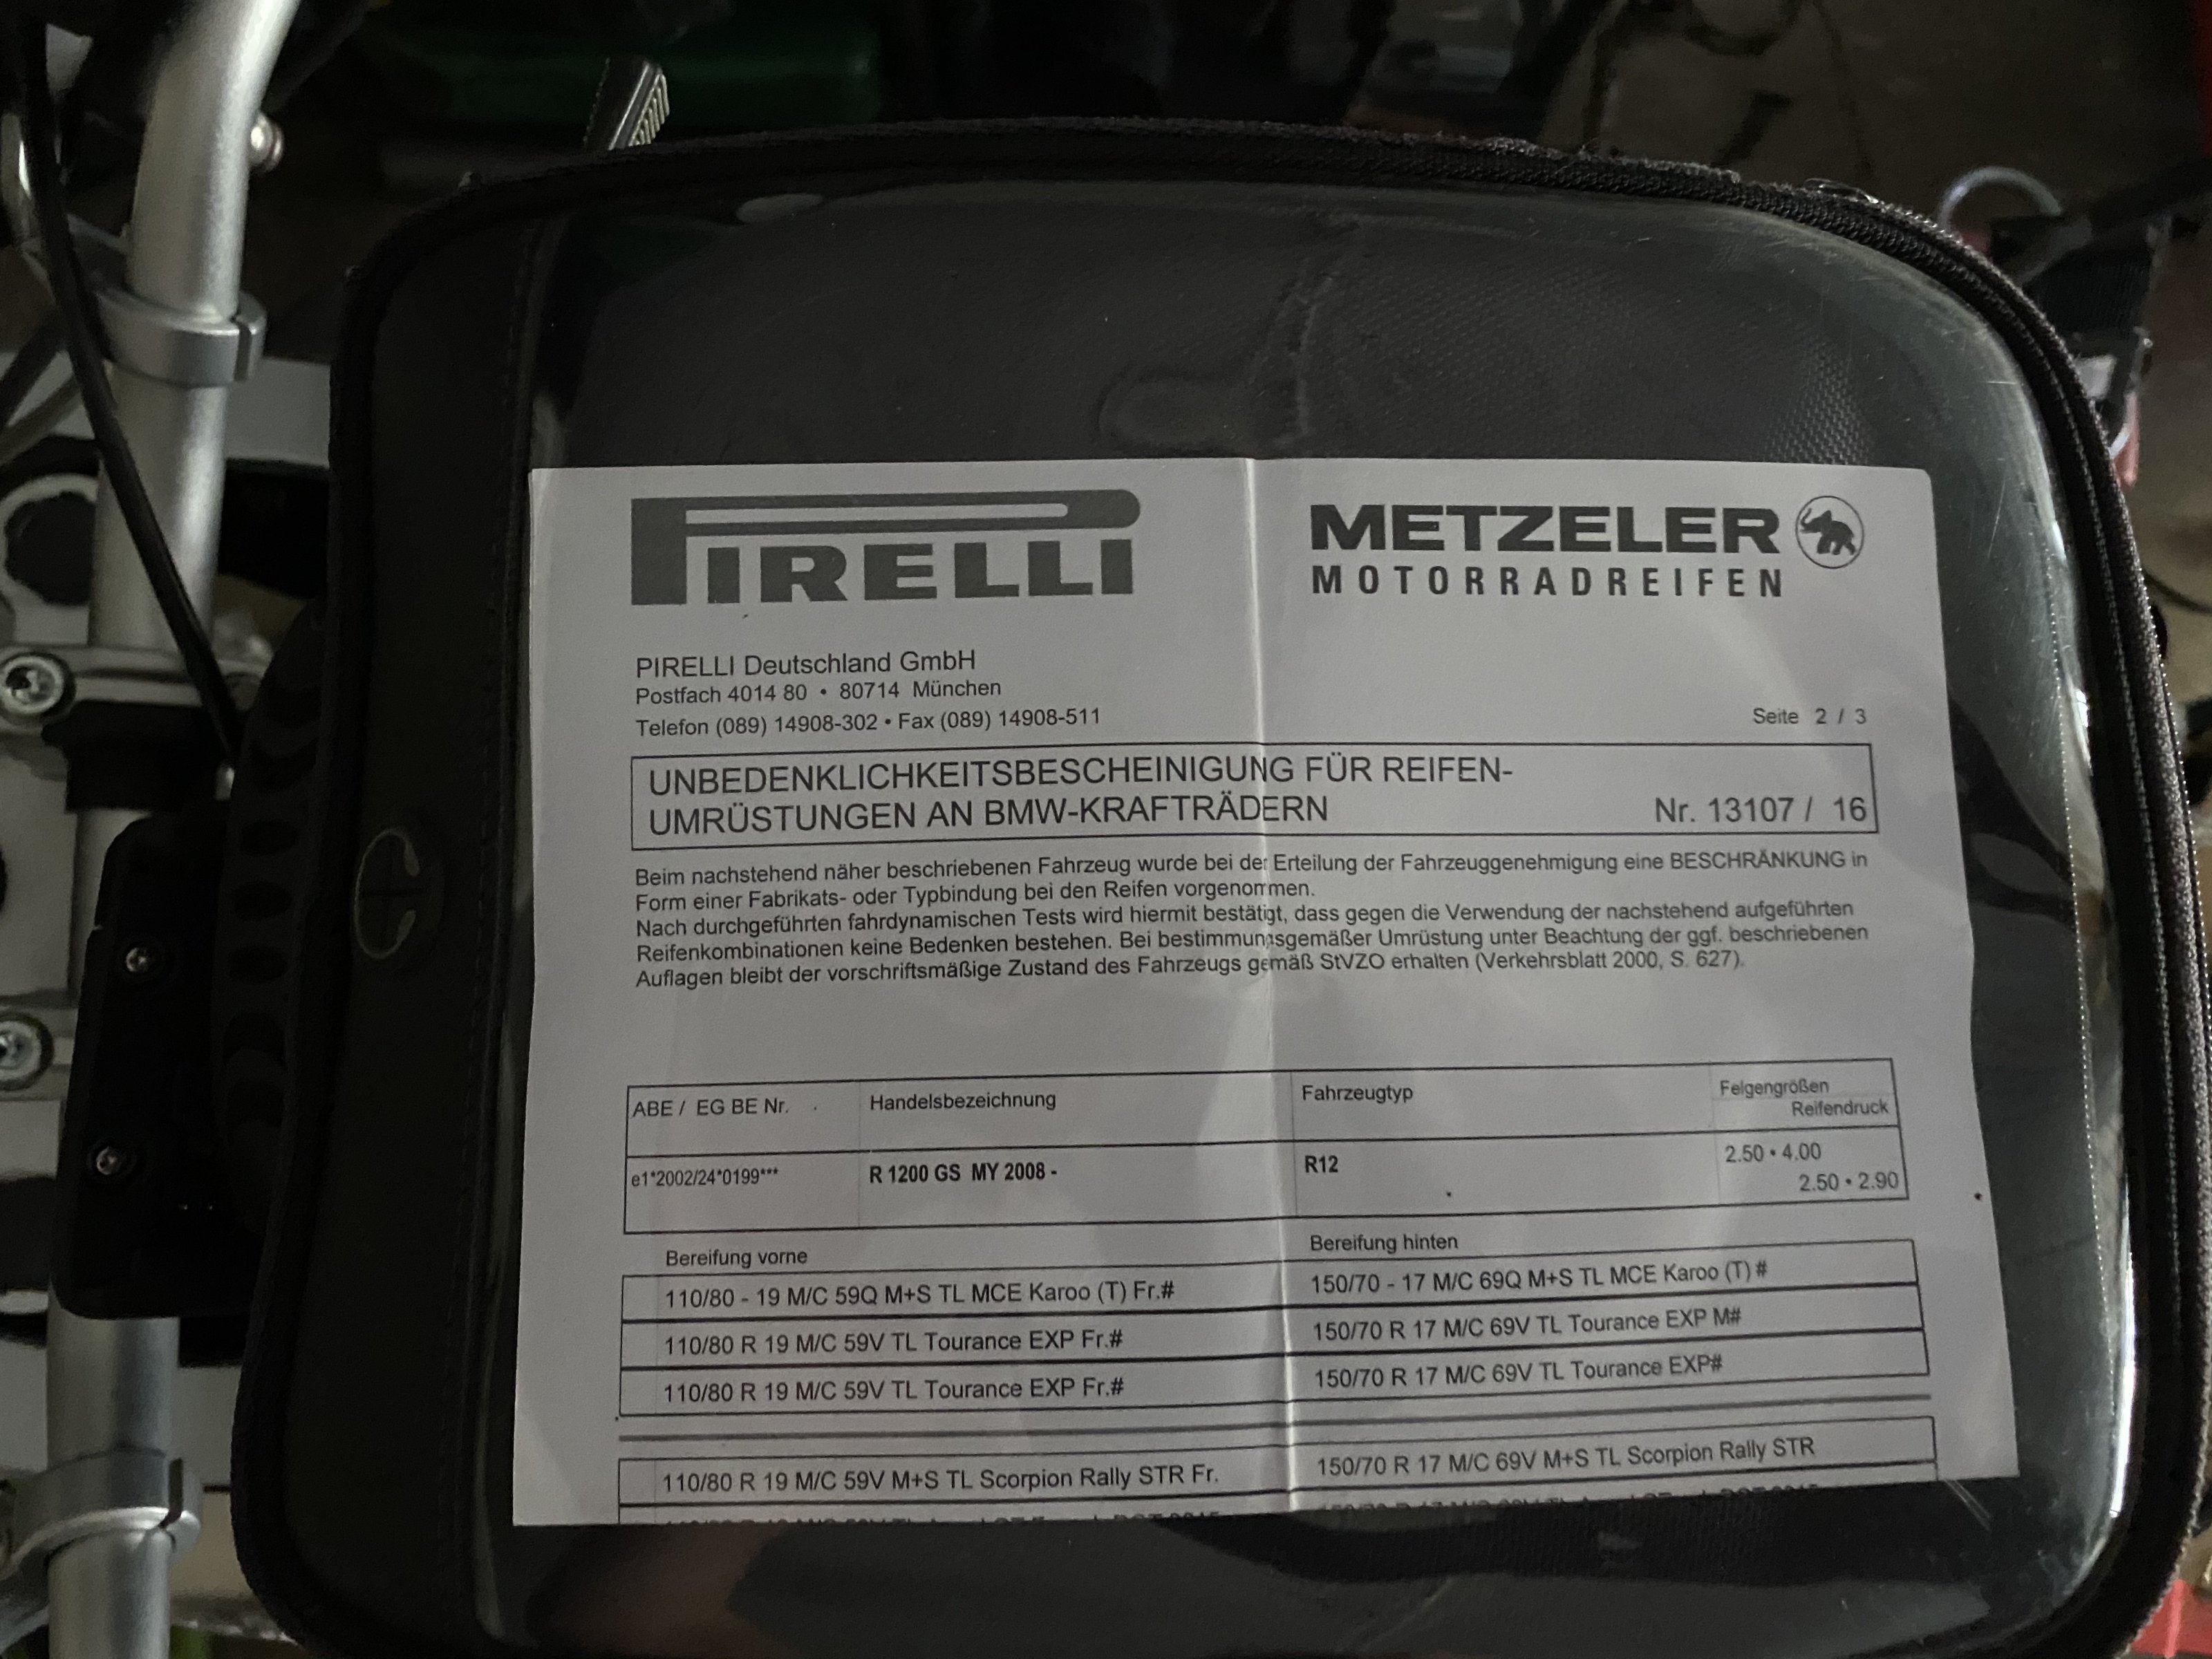 PIRELLI
METZELER
MOTORRADREIFEN
PIRELLI Deutschland GmbH
Postfach 4014 80 • 80714 München
Telefon (089) 14908-302 • Fax (089) 14908-511
Seite 2 / 3
UNBEDENKLICHKEITSBESCHEINIGUNG FÜR REIFEN-
UMRÜSTUNGEN AN BMW-KRAFTRÄDERN Nr. 13107 / 16
Beim nachstehend näher beschriebenen Fahrzeug wurde bei der Erteilung der Fahrzeuggenehmigung eine BESCHRÄNKUNG in
Form einer Fabrikats- oder Typbindung bei den Reifen vorgenommen.
Nach durchgeführten fahrdynamischen Tests wird hiermit bestätigt, dass gegen die Verwendung der nachstehend aufgeführten
Reifenkombinationen keine Bedenken bestehen. Bei bestimmungsgemäßer Umrüstung unter Beachtung der ggf. beschriebenen
Auflagen bleibt der vorschriftsmäßige Zustand des Fahrzeugs gemäß StVZO erhalten (Verkehrsblatt 2000, S. 627).
ABE / EG BE Nr. Handelsbezeichnung Fahrzeugtyp Felgengrößen
Reifendruck
e1*2002/24*0199*** R 1200 GS MY 2008 - R12 2.50 • 4.00
2.50 • 2.90
Bereifung vorne Bereifung hinten
110/80 - 19 M/C 59Q M+S TL MCE Karoo (T) Fr.# 150/70 - 17 M/C 69Q M+S TL MCE Karoo (T) #
110/80 R 19 M/C 59V TL Tourance EXP Fr.# 150/70 R 17 M/C 69V TL Tourance EXP M#
110/80 R 19 M/C 59V TL Tourance EXP Fr.# 150/70 R 17 M/C 69V TL Tourance EXP#
110/80 R 19 M/C 59V M+S TL Scorpion Rally STR Fr. 150/70 R 17 M/C 69V M+S TL Scorpion Rally STR